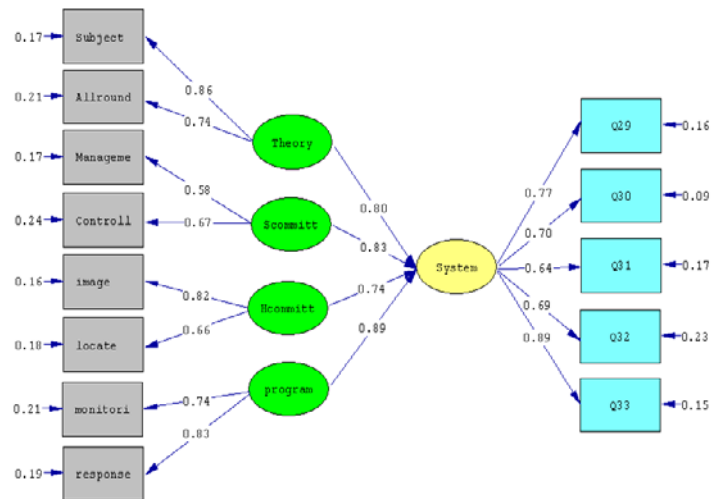 0.17 Subject
0.21 Allround
0.17 Manageme
0.24 Controll
0.16 image
0.18 locate
0.21 monitori
0.19 response
0.86
0.74
0.58
0.67
0.82
0.66
0.74
0.83
Theory
Scommitt
Hcommitt
program
0.80
0.83
0.74
0.89
System
0.77
0.70
0.64
0.69
0.89
Q29 0.16
Q30 0.09
Q31 0.17
Q32 0.23
Q33 0.15